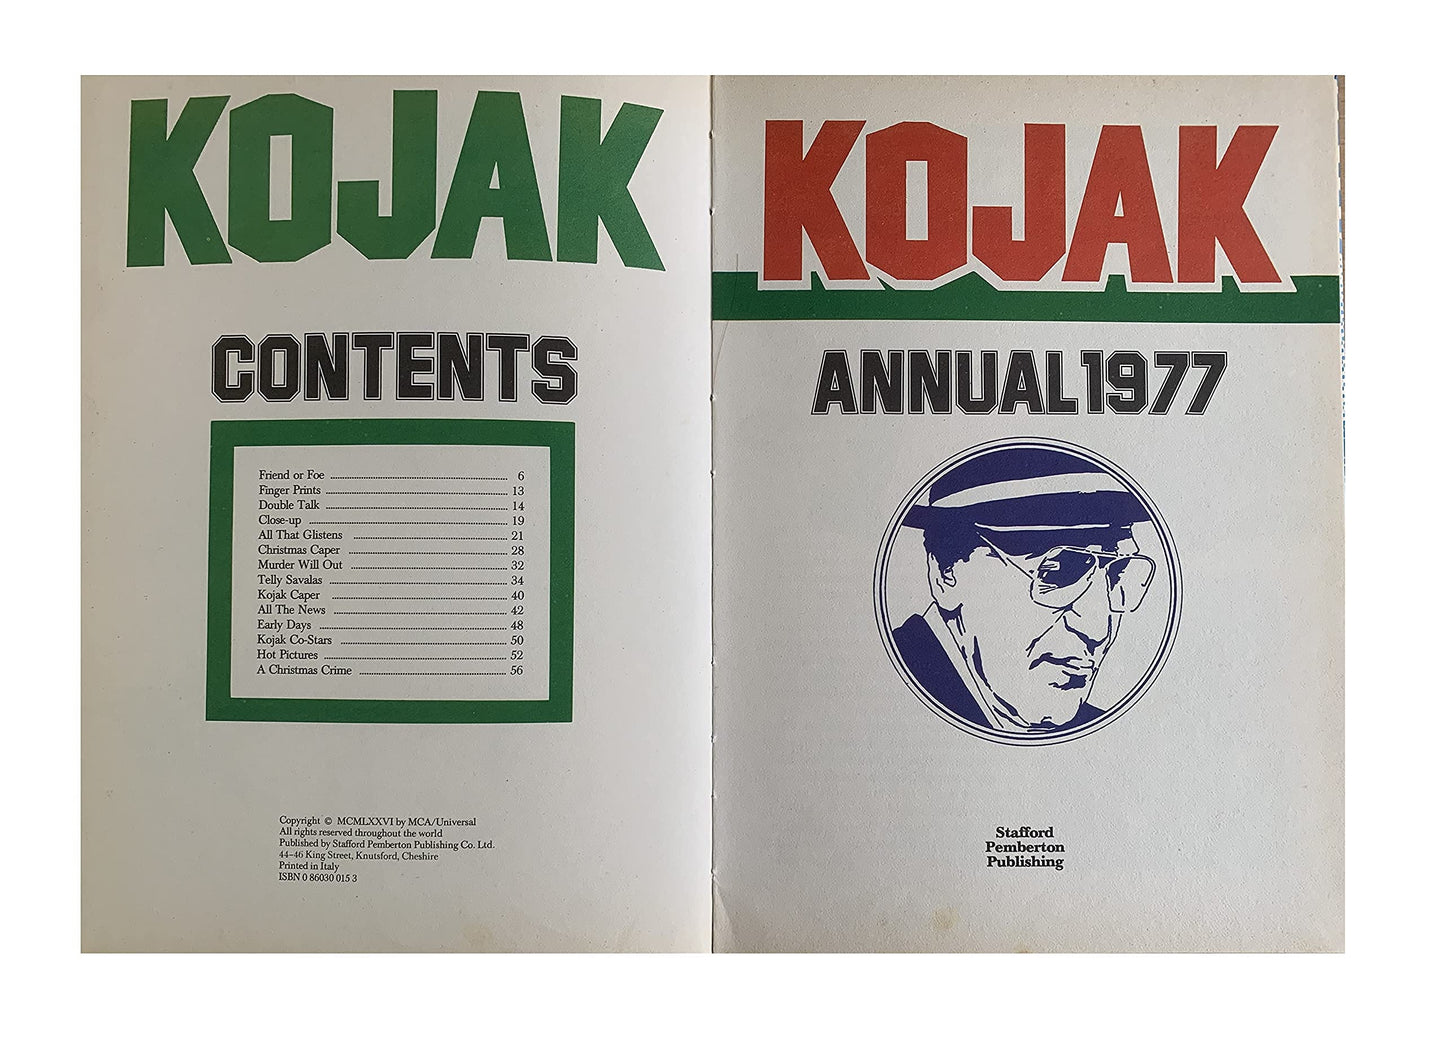 KOJAK
CONTENTS
Friend or Foe 6
Finger Prints 13
Double Talk 14
Close-up 19
All That Glistens 21
Christmas Caper 28
Murder Will Out 32
Telly Savalas 34
Kojak Caper 40
All The News 42
Early Days 48
Kojak Co-Stars 50
Hot Pictures 52
A Christmas Crime 56
Copyright © MCMLXXVI by MCA/Universal
All rights reserved throughout the world
Published by Stafford Pemberton Publishing Co. Ltd.
44-46 King Street, Knutsford, Cheshire
Printed in Italy
ISBN 0 86030 015 3
KOJAK
ANNUAL 1977
Stafford
Pemberton
Publishing